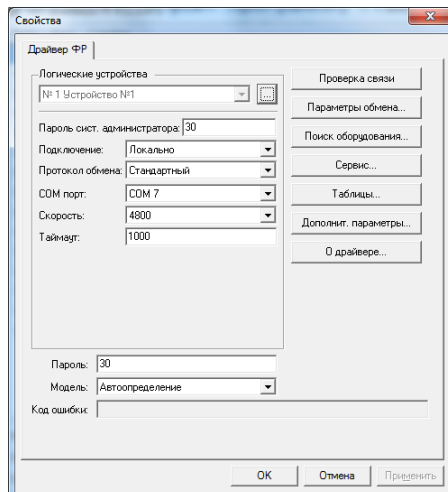 Свойства
Драйвер ФР
Логические устройства
№ 1 Устройство №1
...
Пароль сист. администратора: 30
Подключение: Локально
Протокол обмена: Стандартный
COM порт: COM 7
Скорость: 4800
Таймаут: 1000
Проверка связи
Параметры обмена...
Поиск оборудования...
Сервис...
Таблицы...
Дополнит. параметры...
О драйвере...
Пароль: 30
Модель: Автоопределение
Код ошибки:
OK Отмена Применить